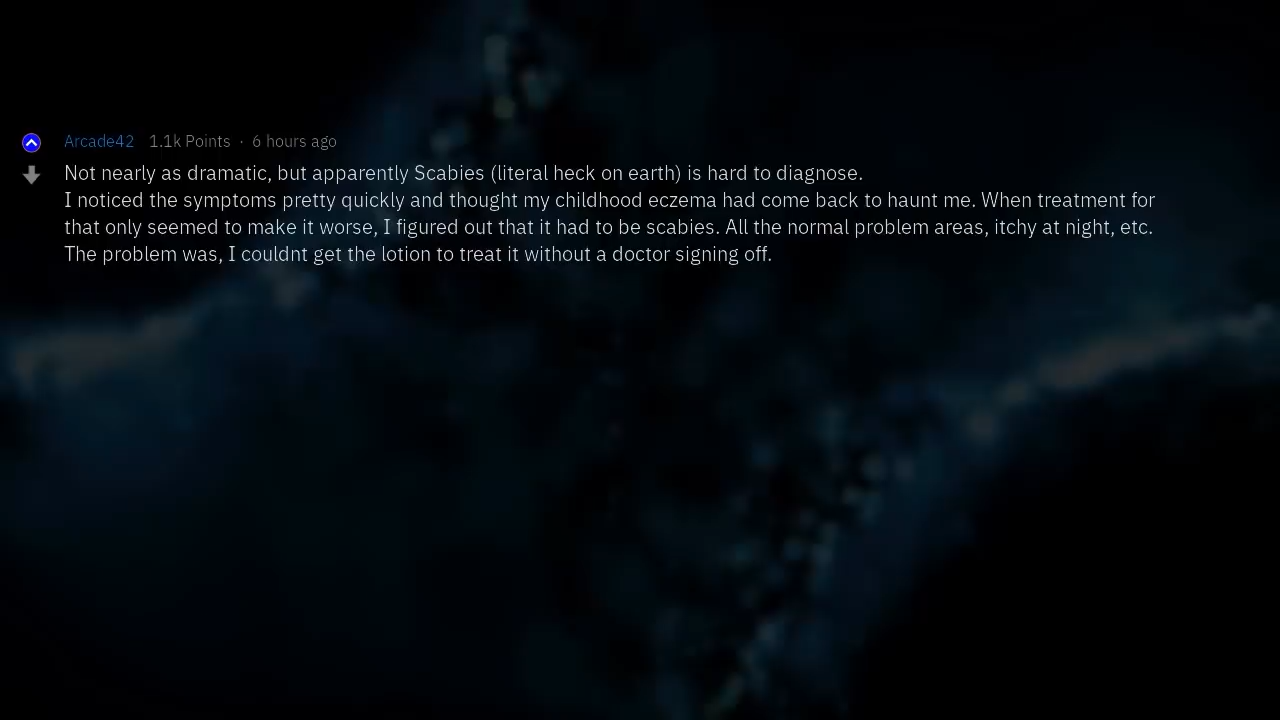 Arcade42 1.1k Points · 6 hours ago
Not nearly as dramatic, but apparently Scabies (literal heck on earth) is hard to diagnose.
I noticed the symptoms pretty quickly and thought my childhood eczema had come back to haunt me. When treatment for
that only seemed to make it worse, I figured out that it had to be scabies. All the normal problem areas, itchy at night, etc.
The problem was, I couldnt get the lotion to treat it without a doctor signing off.